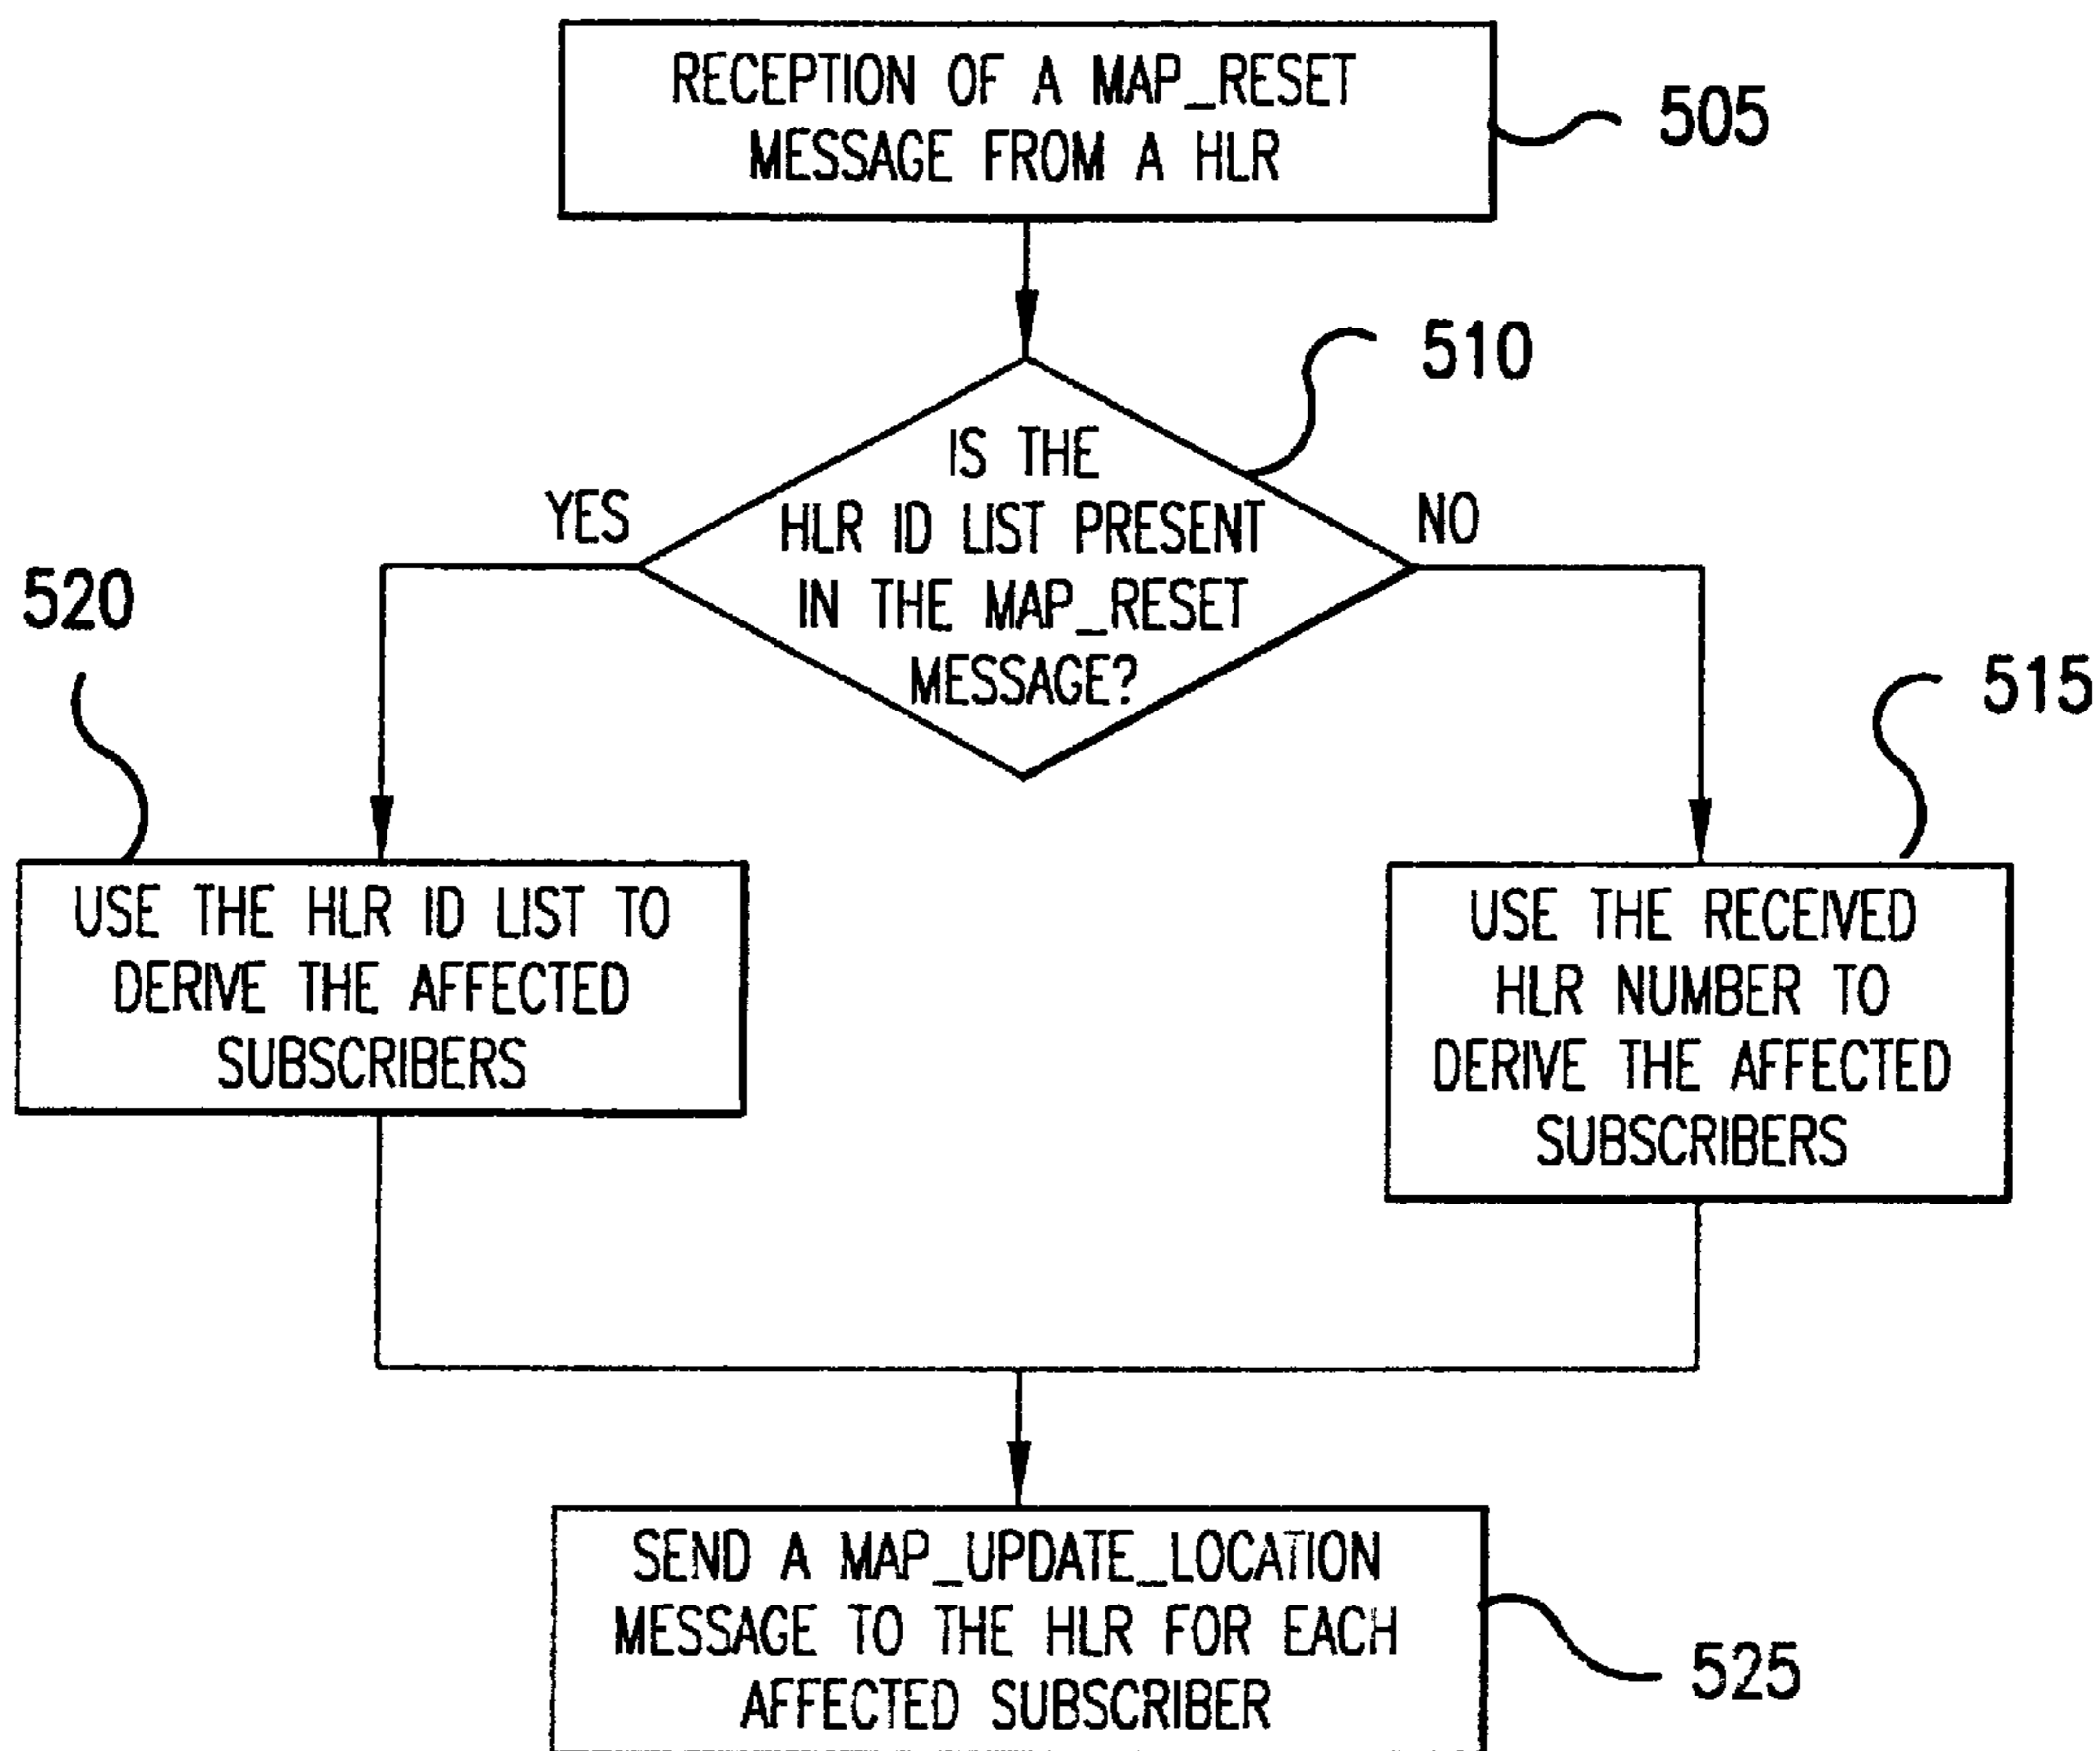 RECEPTION OF A MAP_RESET
MESSAGE FROM A HLR
505
510
IS THE
HLR ID LIST PRESENT
IN THE MAP_RESET
MESSAGE?
YES
NO
520
515
USE THE HLR ID LIST TO
DERIVE THE AFFECTED
SUBSCRIBERS
USE THE RECEIVED
HLR NUMBER TO
DERIVE THE AFFECTED
SUBSCRIBERS
SEND A MAP_UPDATE_LOCATION
MESSAGE TO THE HLR FOR EACH
AFFECTED SUBSCRIBER
525